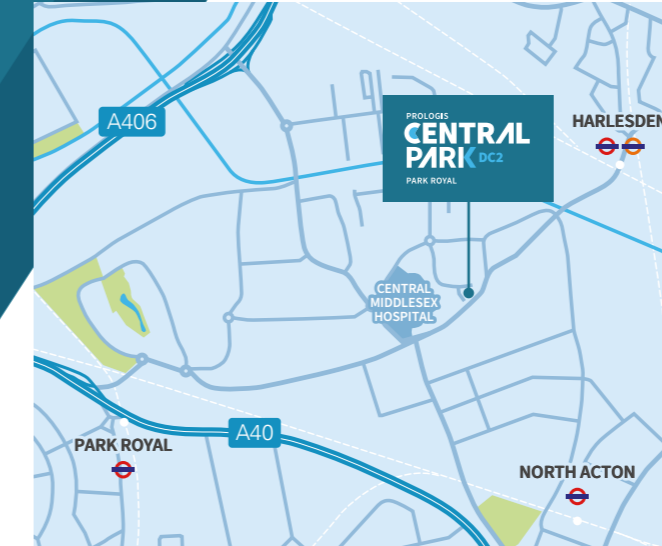 A406
PROLOGIS
CENTRAL
PARK DC2
PARK ROYAL
HARLESDEN
CENTRAL
MIDDLESEX
HOSPITAL
A40
PARK ROYAL
NORTH ACTON